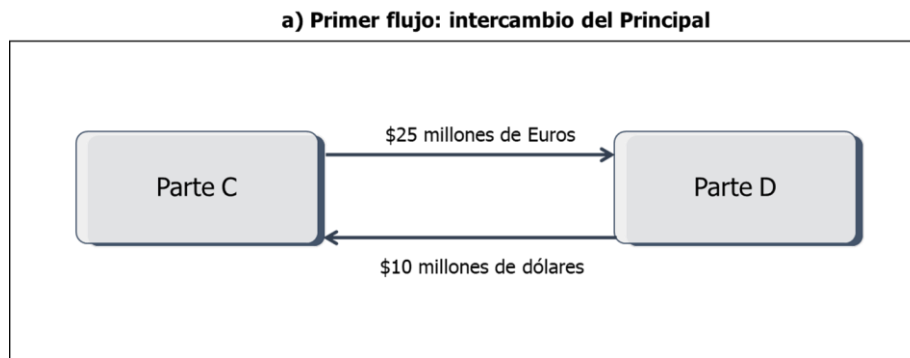 a) Primer flujo: intercambio del Principal
$25 millones de Euros
Parte C
Parte D
$10 millones de dólares